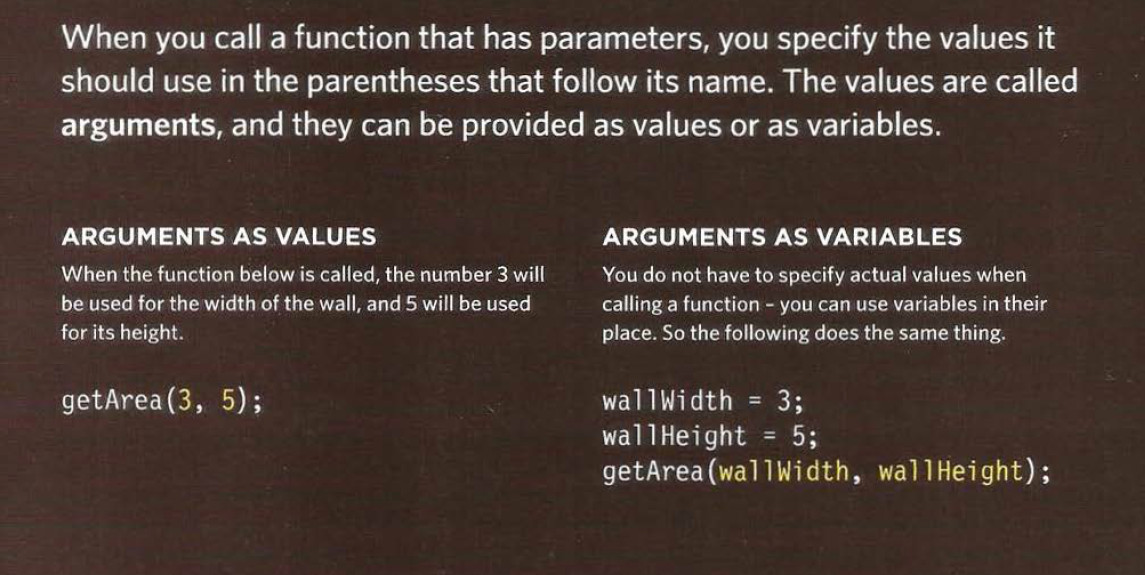 When you call a function that has parameters, you specify the values it
should use in the parentheses that follow its name. The values are called
arguments, and they can be provided as values or as variables.
ARGUMENTS AS VALUES
When the function below is called, the number 3 will
be used for the width of the wall, and 5 will be used
for its height.
getArea(3, 5);
ARGUMENTS AS VARIABLES
You do not have to specify actual values when
calling a function – you can use variables in their
place. So the following does the same thing.
wallWidth = 3;
wallHeight = 5;
getArea(wallWidth, wallHeight);